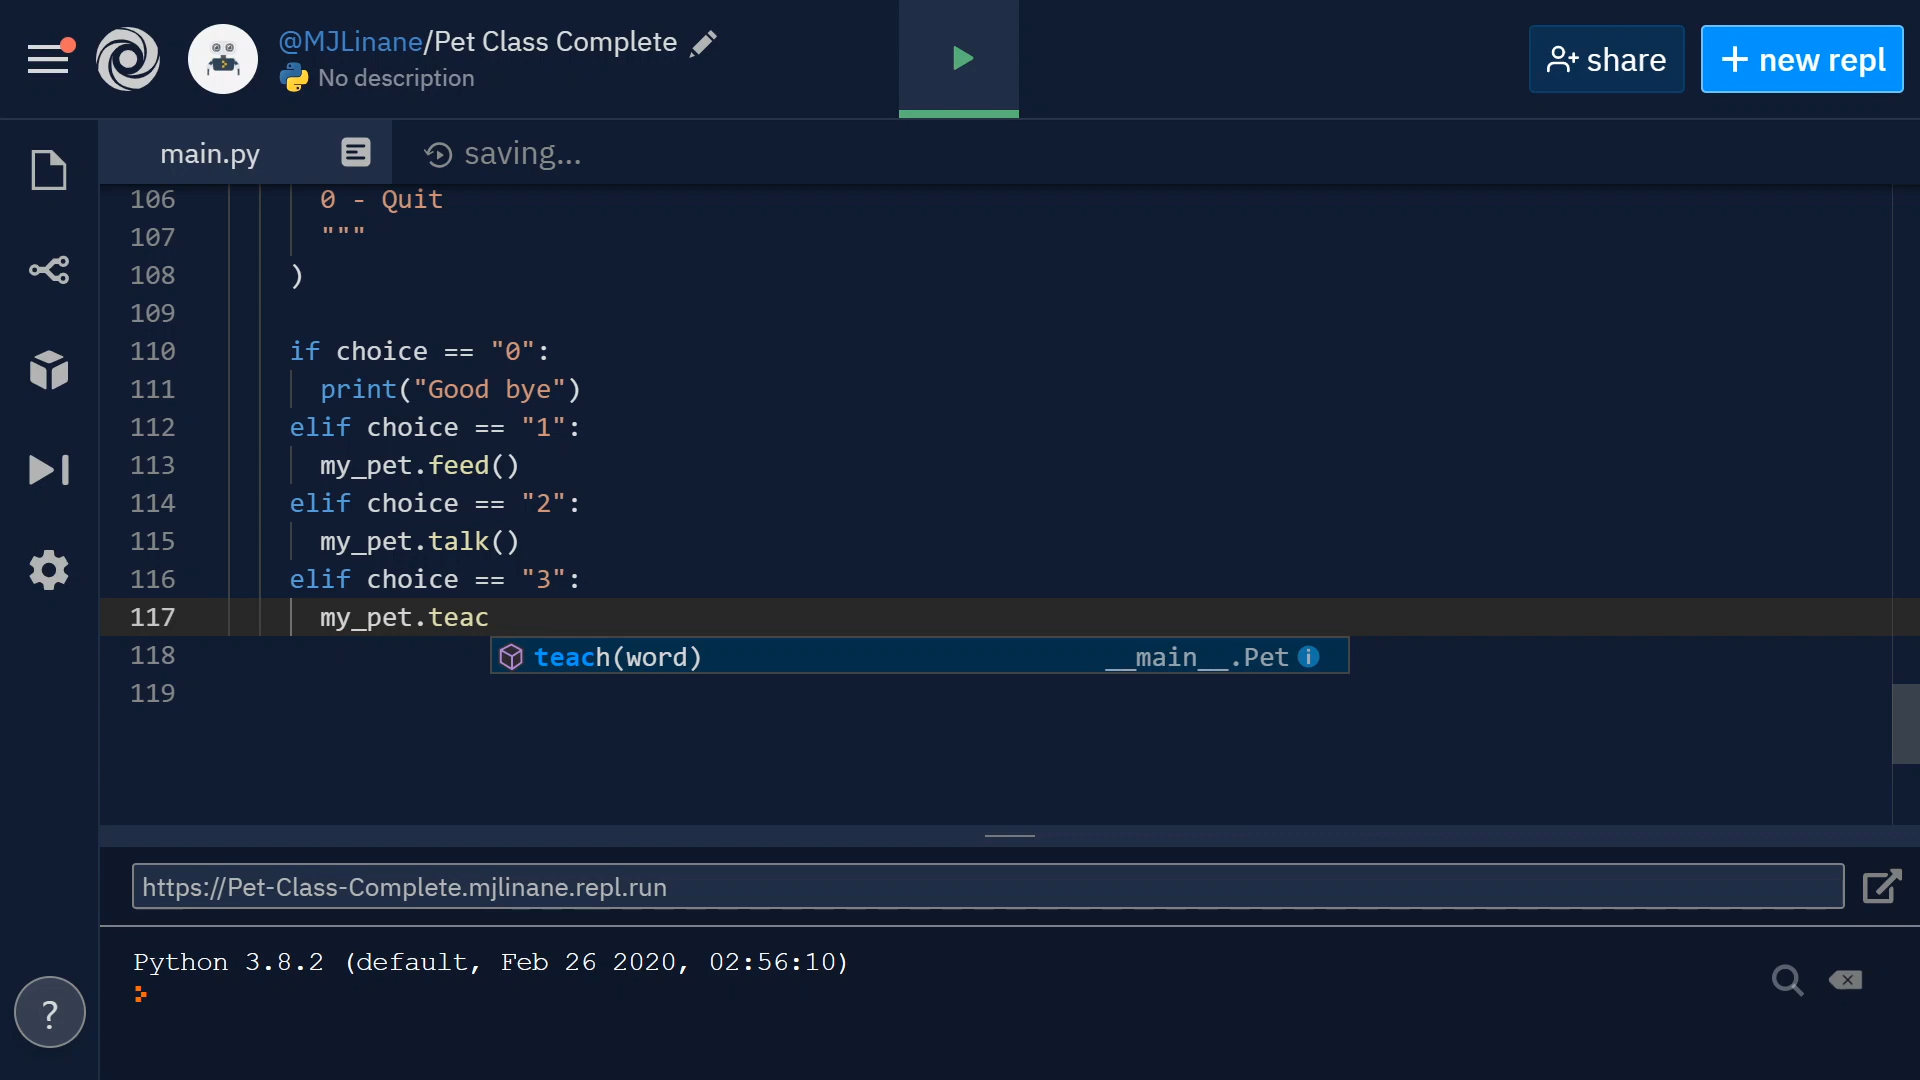 @MJLinane/Pet Class Complete
No description
share
+ new repl
main.py
saving...
106 0 - Quit
107 """
108 )
109
110 if choice == "0":
111 print("Good bye")
112 elif choice == "1":
113 my_pet.feed()
114 elif choice == "2":
115 my_pet.talk()
116 elif choice == "3":
117 my_pet.teac
118 teach(word) __main__.Pet
119
https://Pet-Class-Complete.mjlinane.repl.run
Python 3.8.2 (default, Feb 26 2020, 02:56:10)
?